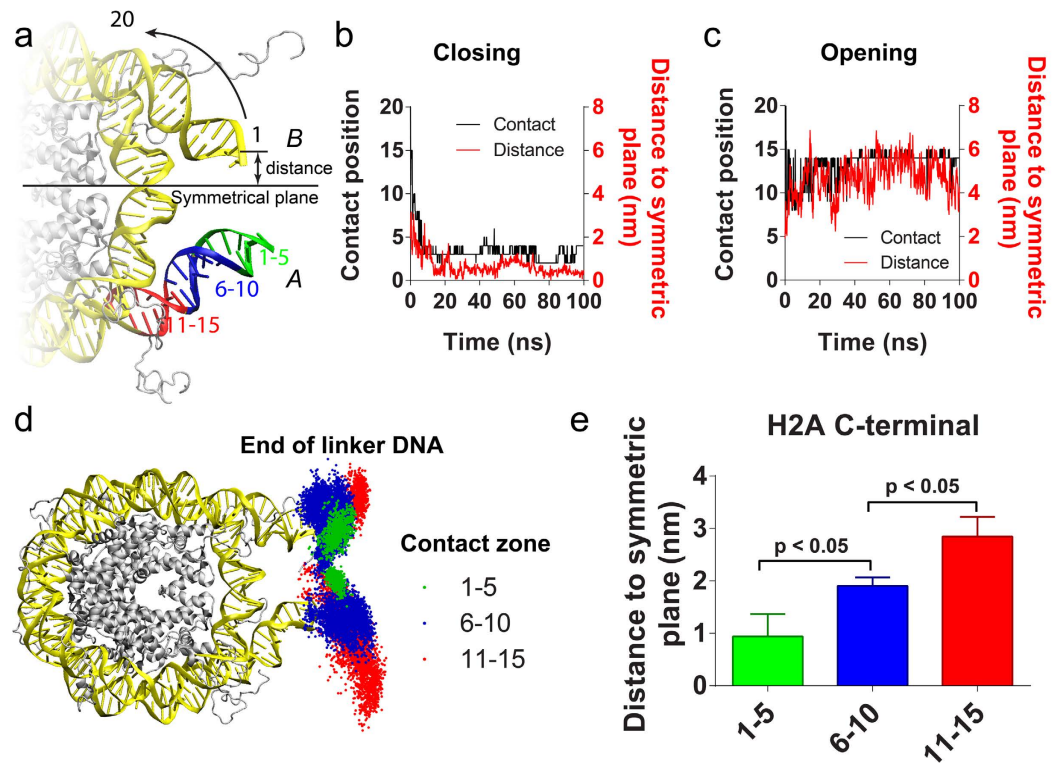 a
20
1
B
distance
Symmetrical plane
1-5
A
6-10
11-15
b
Closing
Contact position
20
15
10
5
0
Contact
Distance
8
6
4
2
0
Distance to symmetric
plane (nm)
0 20 40 60 80 100
Time (ns)
c
Opening
Contact position
20
15
10
5
0
Contact
Distance
8
6
4
2
0
Distance to symmetric
plane (nm)
0 20 40 60 80 100
Time (ns)
d
End of linker DNA
Contact zone
1-5
6-10
11-15
e
H2A C-terminal
Distance to symmetric
plane (nm)
4
3
2
1
0
p < 0.05
p < 0.05
1-5
6-10
11-15